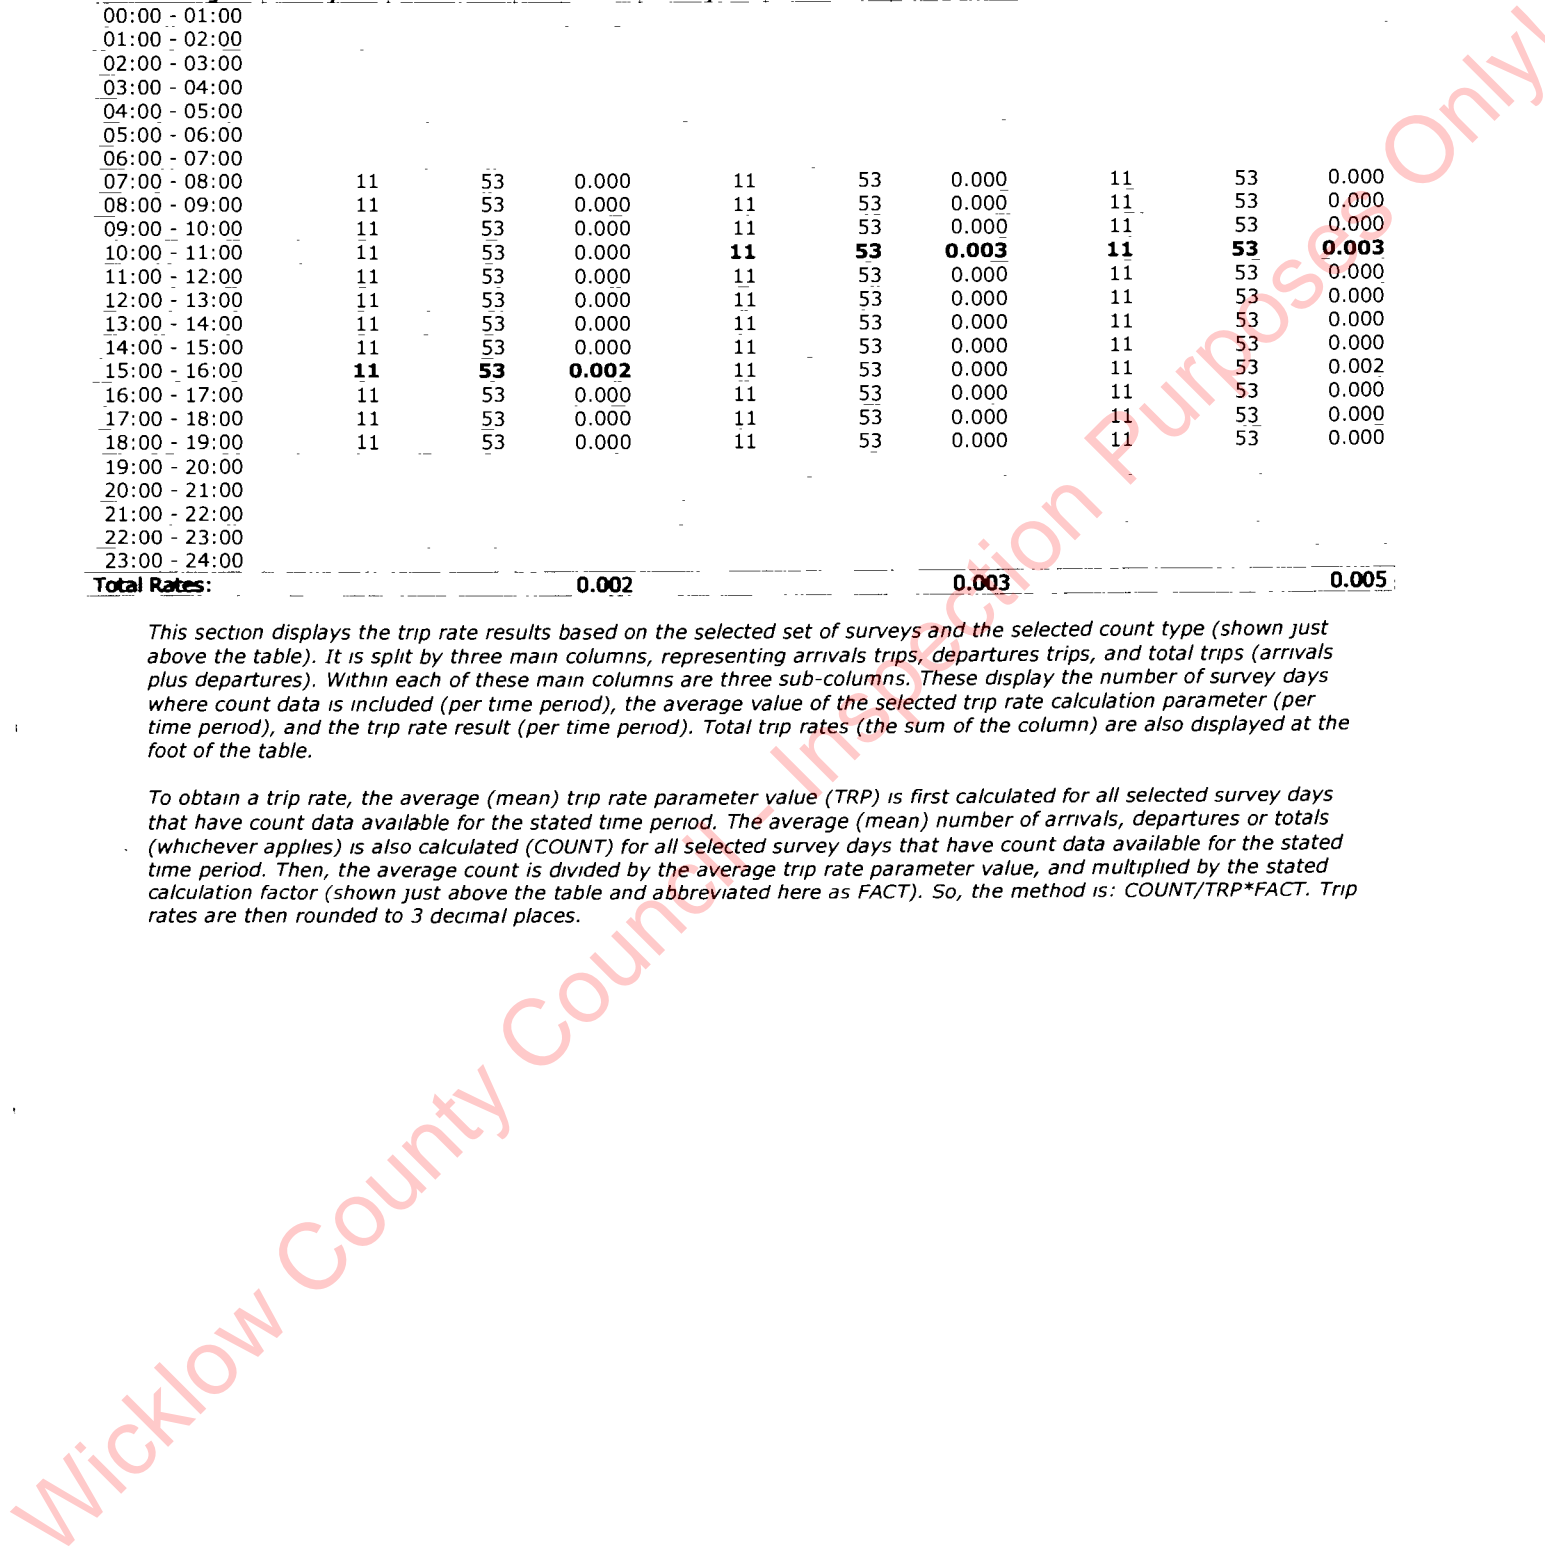 00:00 - 01:00
01:00 - 02:00
02:00 - 03:00
03:00 - 04:00
04:00 - 05:00
05:00 - 06:00
06:00 - 07:00
07:00 - 08:00 11 53 0.000 11 53 0.000 11 53 0.000
08:00 - 09:00 11 53 0.000 11 53 0.000 11 53 0.000
09:00 - 10:00 11 53 0.000 11 53 0.000 11 53 0.000
10:00 - 11:00 11 53 0.000 11 53 0.003 11 53 0.003
11:00 - 12:00 11 53 0.000 11 53 0.000 11 53 0.000
12:00 - 13:00 11 53 0.000 11 53 0.000 11 53 0.000
13:00 - 14:00 11 53 0.000 11 53 0.000 11 53 0.000
14:00 - 15:00 11 53 0.000 11 53 0.000 11 53 0.000
15:00 - 16:00 11 53 0.002 11 53 0.000 11 53 0.002
16:00 - 17:00 11 53 0.000 11 53 0.000 11 53 0.000
17:00 - 18:00 11 53 0.000 11 53 0.000 11 53 0.000
18:00 - 19:00 11 53 0.000 11 53 0.000 11 53 0.000
19:00 - 20:00
20:00 - 21:00
21:00 - 22:00
22:00 - 23:00
23:00 - 24:00
Total Rates: 0.002 0.003 0.005
This section displays the trip rate results based on the selected set of surveys and the selected count type (shown just
above the table). It is split by three main columns, representing arrivals trips, departures trips, and total trips (arrivals
plus departures). Within each of these main columns are three sub-columns. These display the number of survey days
where count data is included (per time period), the average value of the selected trip rate calculation parameter (per
time period), and the trip rate result (per time period). Total trip rates (the sum of the column) are also displayed at the
foot of the table.
To obtain a trip rate, the average (mean) trip rate parameter value (TRP) is first calculated for all selected survey days
that have count data available for the stated time period. The average (mean) number of arrivals, departures or totals
(whichever applies) is also calculated (COUNT) for all selected survey days that have count data available for the stated
time period. Then, the average count is divided by the average trip rate parameter value, and multiplied by the stated
calculation factor (shown just above the table and abbreviated here as FACT). So, the method is: COUNT/TRP*FACT. Trip
rates are then rounded to 3 decimal places.
Wicklow County Council - Inspection Purposes Only!